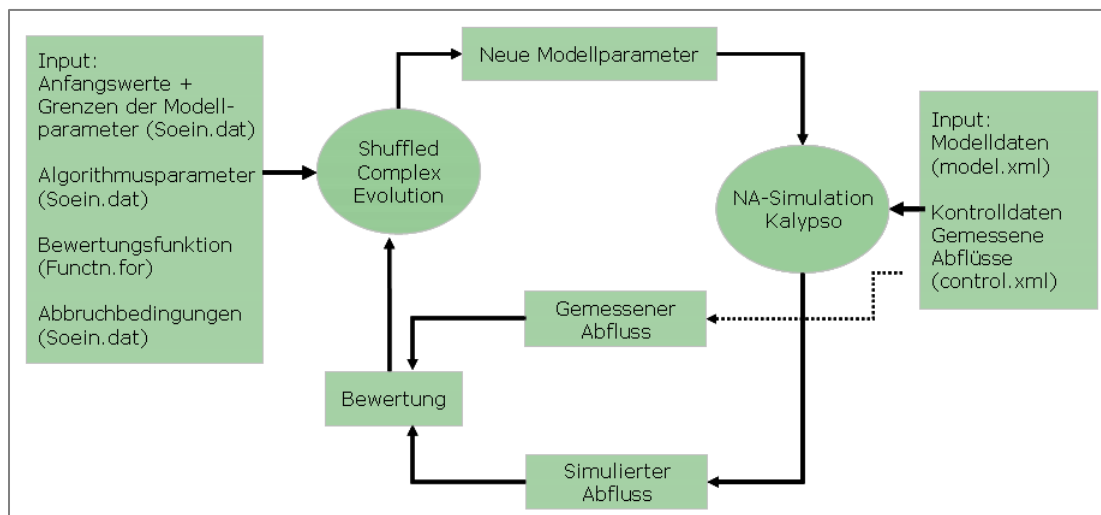 Input:
Anfangswerte +
Grenzen der Modell-
parameter (Soein.dat)
Algorithmusparameter
(Soein.dat)
Bewertungsfunktion
(Functn.for)
Abbruchbedingungen
(Soein.dat)
Shuffled
Complex
Evolution
Neue Modellparameter
NA-Simulation
Kalypso
Input:
Modelldaten
(model.xml)
Kontrolldaten
Gemessene
Abflüsse
(control.xml)
Gemessener
Abfluss
Bewertung
Simulierter
Abfluss